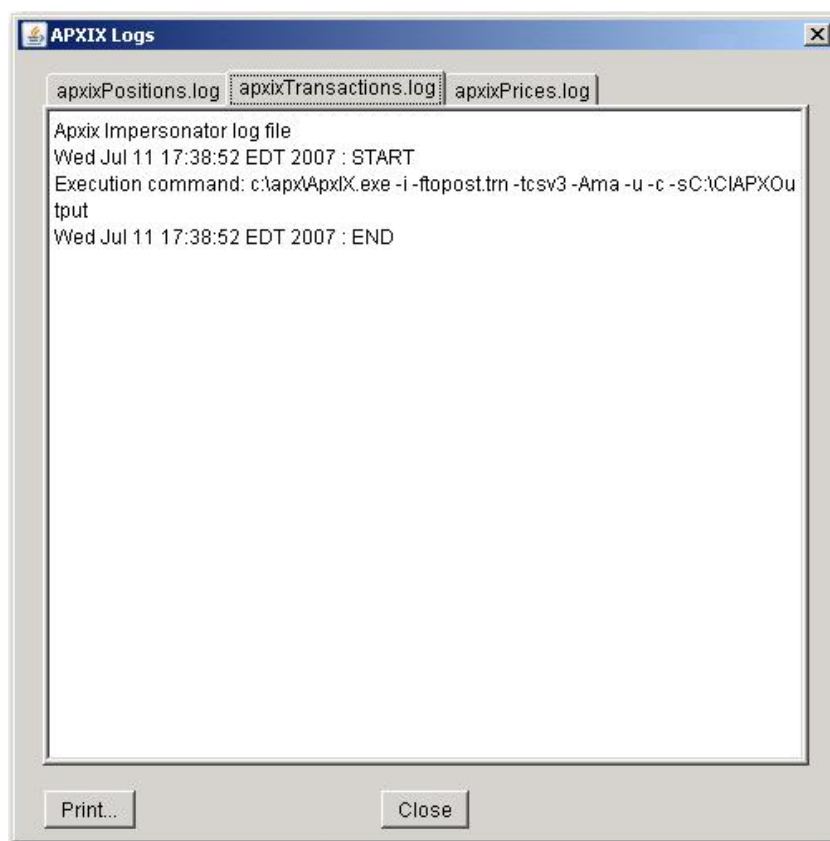 APXIX Logs
apxixPositions.log apxixTransactions.log apxixPrices.log
Apxix Impersonator log file
Wed Jul 11 17:38:52 EDT 2007 : START
Execution command: c:\apx\ApxIX.exe -i -ftopost.trn -tcsv3 -Ama -u -c -sC:\CIAPXOu
tput
Wed Jul 11 17:38:52 EDT 2007 : END
Print... Close